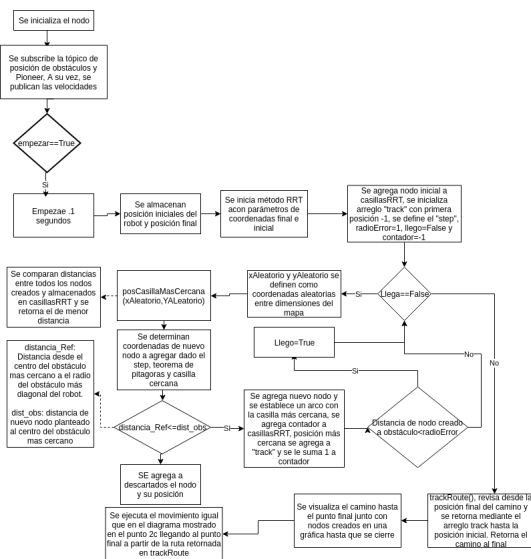 Se inicializa el nodo
Se subscribe la tópico de
posición de obstáculos y
Pioneer, A su vez, se
publican las velocidades
empezar==True
Si
Empezae .1
segundos
Se almacenan
posición iniciales del
robot y posición final
Se inicia método RRT
acon parámetros de
coordenadas final e
inicial
Se agrega nodo inicial a
casillasRRT, se inicializa
arreglo "track" con primera
posición -1, se define el "step",
radioError=1, llego=False y
contador=-1
Llega==False
Si
No
xAleatorio y yAleatorio se
definen como
coordenadas aleatorias
entre dimensiones del
mapa
posCasillaMasCercana
(xAleatorio,YALeatorio)
Se comparan distancias
entre todos los nodos
creados y almacenados
en casillasRRT y se
retorna el de menor
distancia
Se determinan
coordenadas de nuevo
nodo a agregar dado el
step, teorema de
pitagoras y casilla
cercana
distancia_Ref:
Distancia desde el
centro del obstáculo
mas cercano a el radio
del obstáculo más
diagonal del robot.
dist_obs: distancia de
nuevo nodo planteado
al centro del obstáculo
mas cercano
distancia_Ref<=dist_obs
SI
Se agrega nuevo nodo y
se establece un arco con
la casilla más cercana, se
agrega contador a
casillasRRT, posición más
cercana se agrega a
"track" y se le suma 1 a
contador
Distancia de nodo creado
a obstáculo<radioError
Si
No
Llego=True
SE agrega a
descartados el nodo
y su posición
trackRoute(), revisa desde la
posición final del camino y
se retorna mediante el
arreglo track hasta la
posición inicial. Retorna el
camino al final
Se visualiza el camino hasta
el punto final junto con
nodos creados en una
gráfica hasta que se cierre
Se ejecuta el movimiento igual
que en el diagrama mostrado
en el punto 2c llegando al punto
final a partir de la ruta retornada
en trackRoute